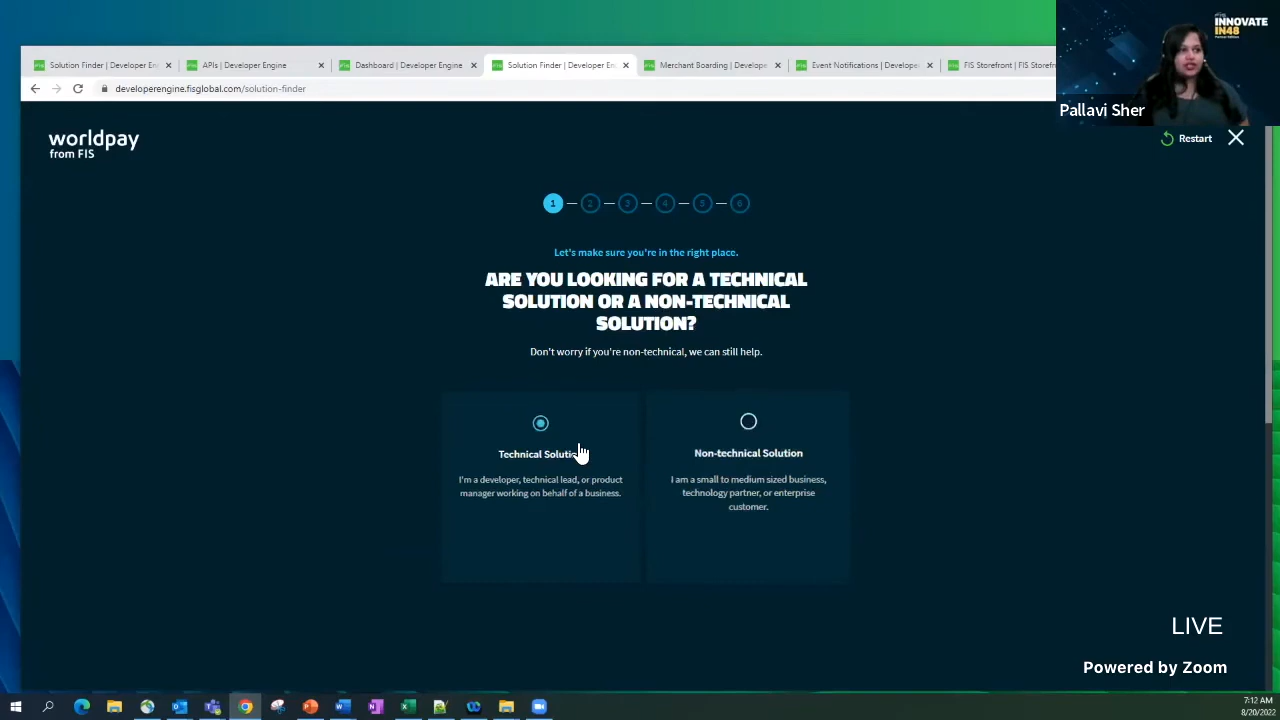 Solution Finder | Developer En
APIs | Developer Engine
Dashboard | Developer Engine
Solution Finder | Developer En
Merchant Boarding | Develope
Event Notifications | Develope
FIS Storefront | FIS Storef
developerengine.fisglobal.com/solution-finder
INNOVATE
IN48
Pallavi Sher
worldpay
from FIS
Restart
1
2
3
4
5
6
Let's make sure you're in the right place.
ARE YOU LOOKING FOR A TECHNICAL
SOLUTION OR A NON-TECHNICAL
SOLUTION?
Don't worry if you're non-technical, we can still help.
Technical Solutio
I'm a developer, technical lead, or product
manager working on behalf of a business.
Non-technical Solution
I am a small to medium sized business,
technology partner, or enterprise
customer.
LIVE
Powered by Zoom
7:12 AM
8/20/2022